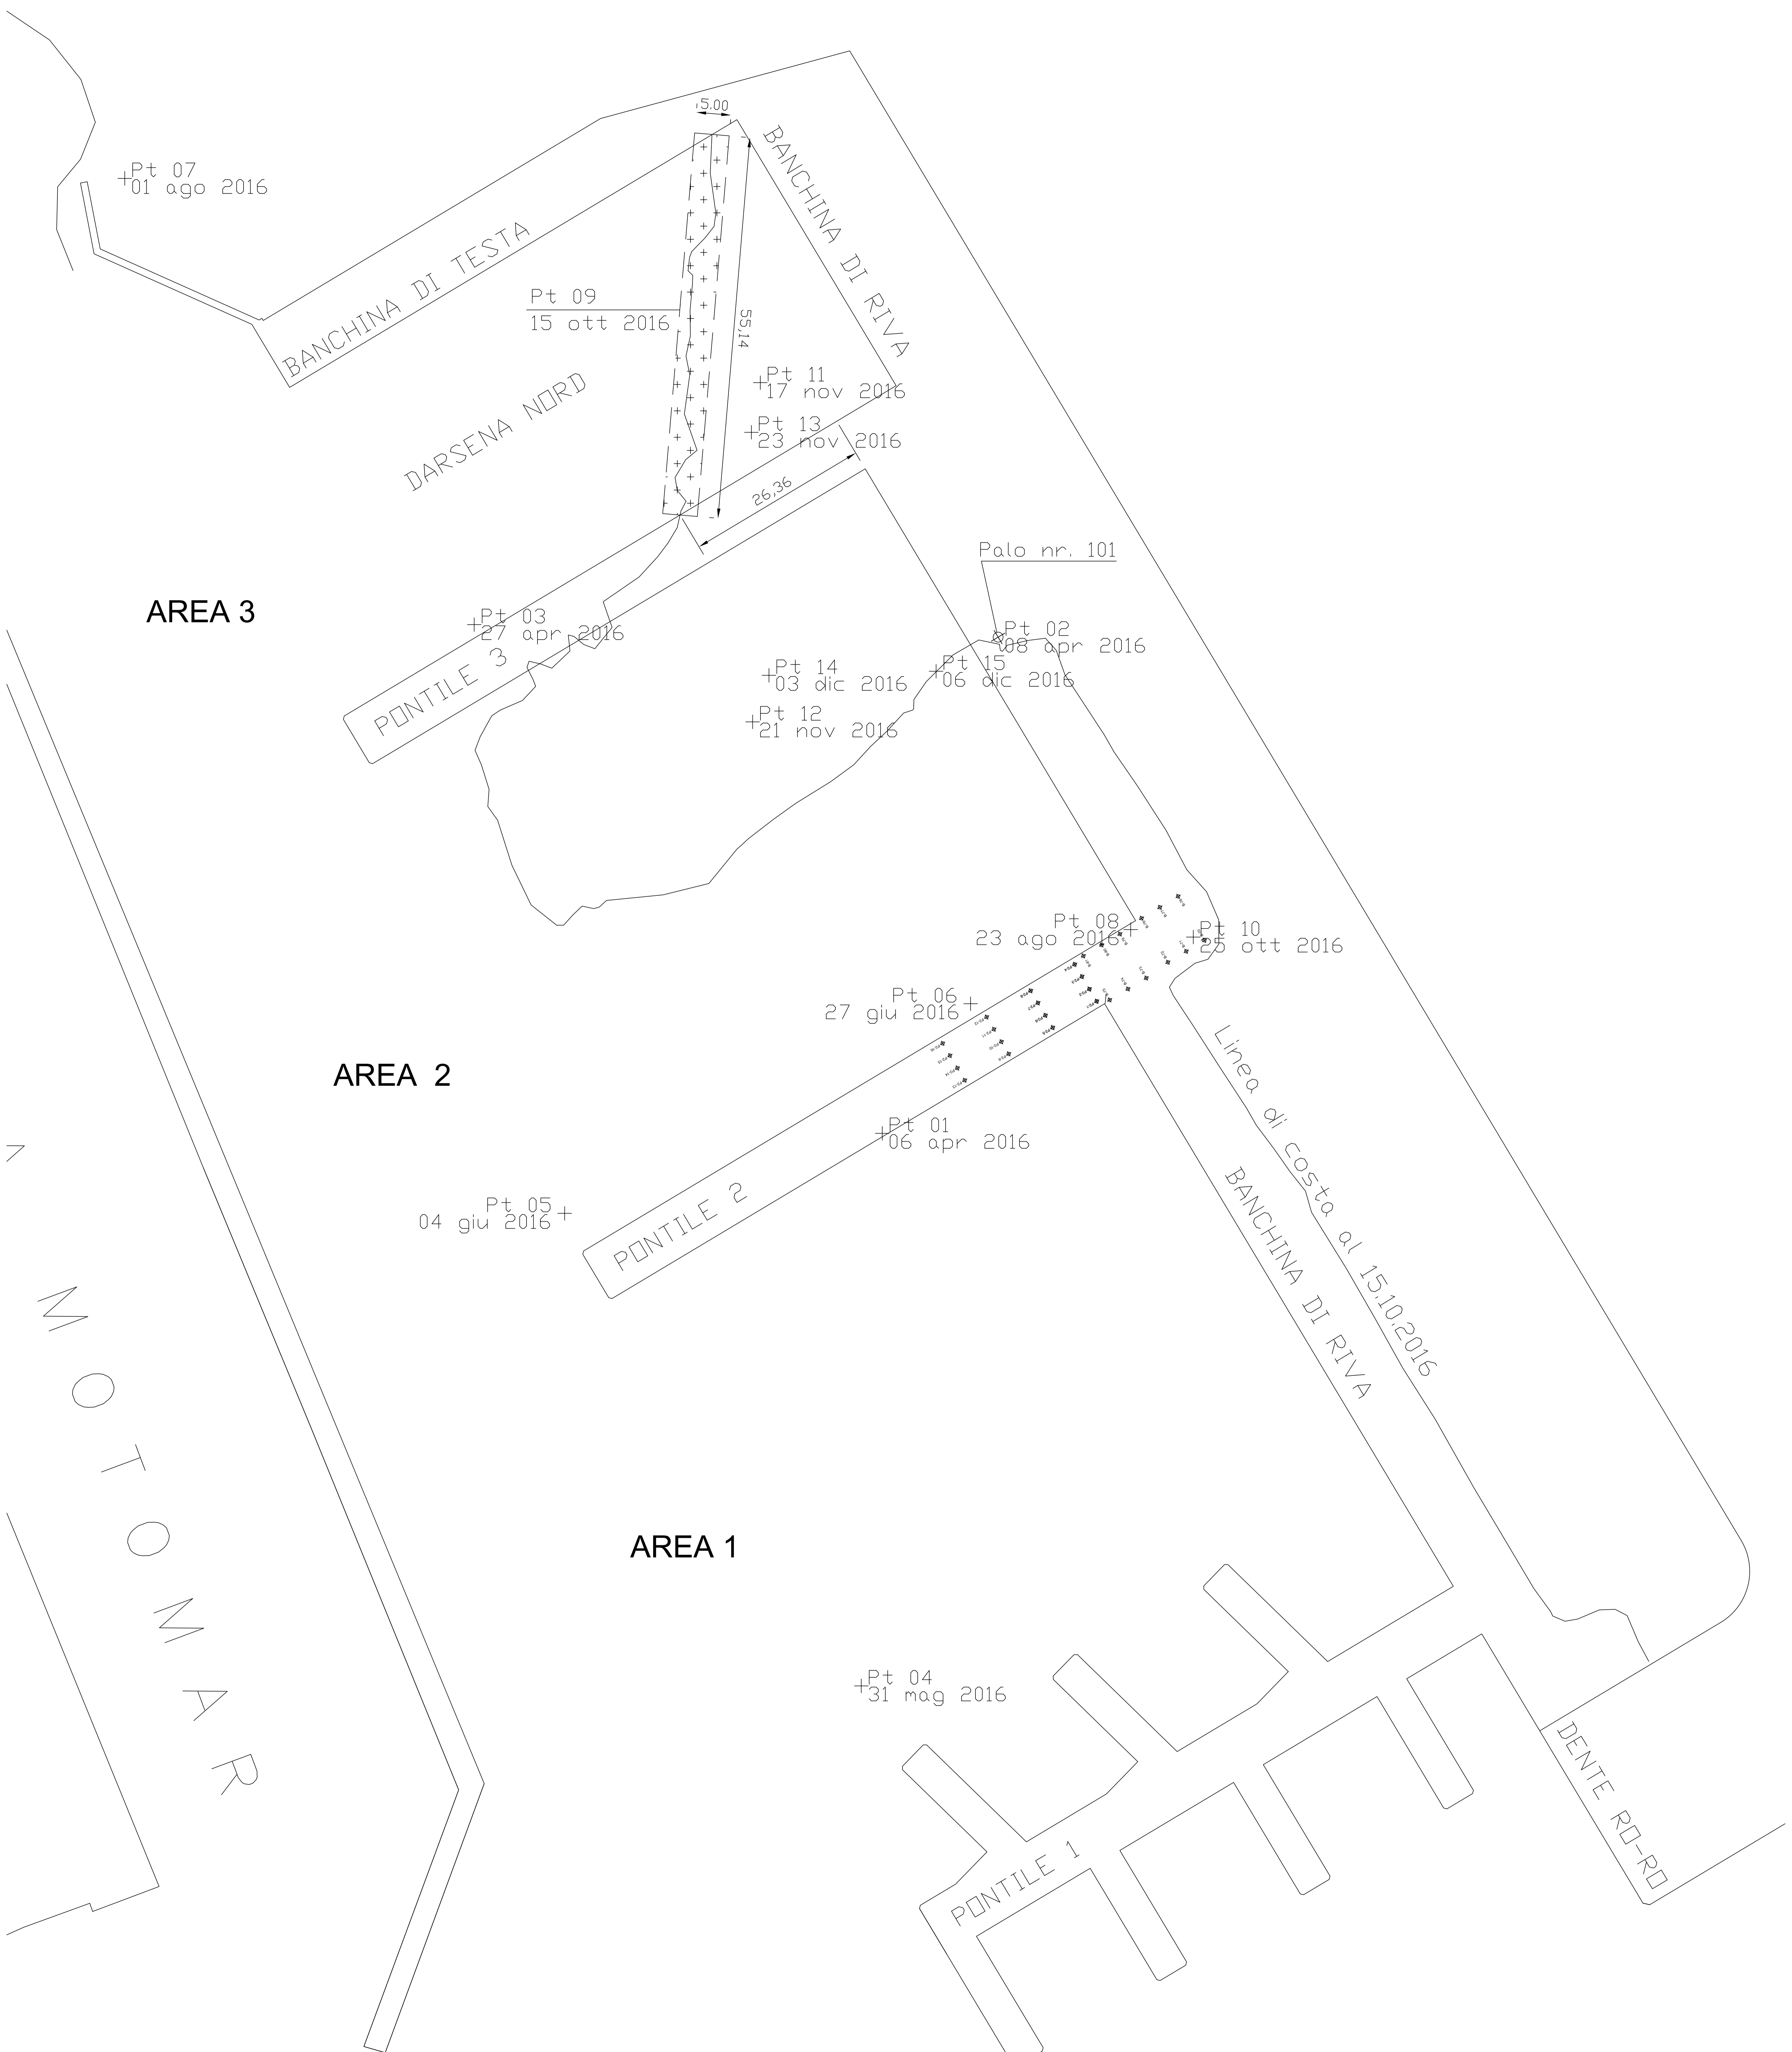 5.00
BANCHINA DI RIVA
Pt 07
01 ago 2016
BANCHINA DI TESTA
Pt 09
15 ott 2016
55,14
Pt 11
17 nov 2016
DARSENA NORD
Pt 13
23 nov 2016
26,36
Palo nr. 101
AREA 3
Pt 03
27 apr 2016
Pt 02
08 apr 2016
PONTILE 3
Pt 14
03 dic 2016
Pt 15
06 dic 2016
Pt 12
21 nov 2016
Pt 08
23 ago 2016
Pt 10
25 ott 2016
Pt 06
27 giu 2016
Linea di costa al 15.10.2016
AREA 2
Pt 01
06 apr 2016
Pt 05
04 giu 2016
PONTILE 2
BANCHINA DI RIVA
MOTOMAR
AREA 1
Pt 04
31 mag 2016
DENTE RO-RO
PONTILE 1